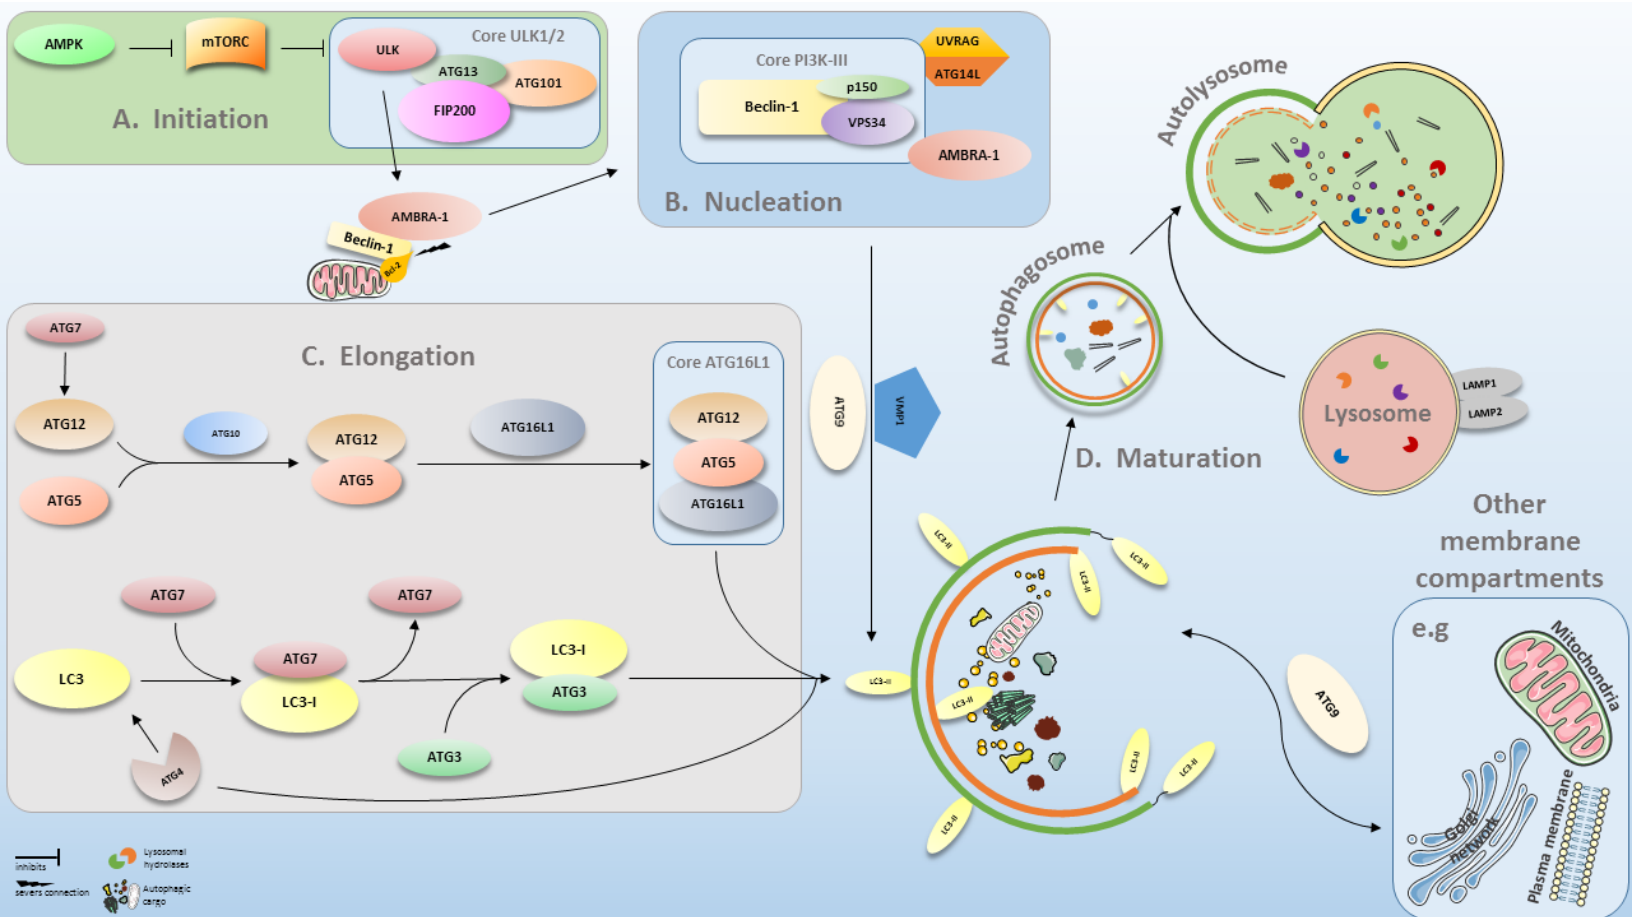 AMPK
mTORC
Core ULK1/2
ULK
ATG13
ATG101
FIP200
A. Initiation
AMBRA-1
Beclin-1
Bcl-2
UVRAG
ATG14L
Core PI3K-III
p150
Beclin-1
VPS34
AMBRA-1
B. Nucleation
Autolysosome
Autophagosome
Lysosome
LAMP1
LAMP2
D. Maturation
ATG9
VMP1
C. Elongation
ATG7
ATG12
ATG5
ATG10
ATG12
ATG5
ATG16L1
Core ATG16L1
ATG12
ATG5
ATG16L1
ATG7
ATG7
LC3
ATG7
LC3-I
LC3-I
ATG3
ATG3
ATG4
LC3-II
LC3-II
LC3-II
LC3-II
LC3-II
LC3-II
LC3-II
LC3-II
ATG9
Other
membrane
compartments
e.g
Mitochondria
Golgi
network
Plasma membrane
inhibits
severs connection
Lysosomal
hydrolases
Autophagic
cargo